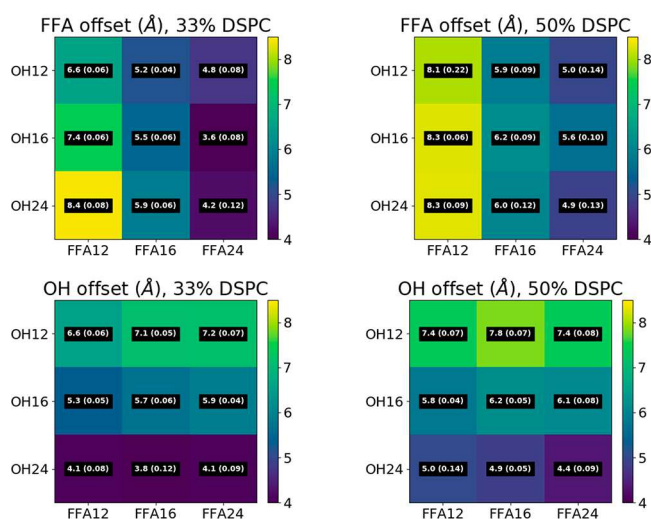 FFA offset (Å), 33% DSPC
OH12 6.6 (0.06) 5.2 (0.04) 4.8 (0.08)
OH16 7.4 (0.06) 5.5 (0.06) 3.6 (0.08)
OH24 8.4 (0.08) 5.9 (0.06) 4.2 (0.12)
FFA12 FFA16 FFA24
8
7
6
5
4
FFA offset (Å), 50% DSPC
OH12 8.1 (0.22) 5.9 (0.09) 5.0 (0.14)
OH16 8.3 (0.06) 6.2 (0.09) 5.6 (0.10)
OH24 8.3 (0.09) 6.0 (0.12) 4.9 (0.13)
FFA12 FFA16 FFA24
8
7
6
5
4
OH offset (Å), 33% DSPC
OH12 6.6 (0.06) 7.1 (0.05) 7.2 (0.07)
OH16 5.3 (0.05) 5.7 (0.06) 5.9 (0.04)
OH24 4.1 (0.08) 3.8 (0.12) 4.1 (0.09)
FFA12 FFA16 FFA24
8
7
6
5
4
OH offset (Å), 50% DSPC
OH12 7.4 (0.07) 7.8 (0.07) 7.4 (0.08)
OH16 5.8 (0.04) 6.2 (0.05) 6.1 (0.08)
OH24 5.0 (0.14) 4.9 (0.05) 4.4 (0.09)
FFA12 FFA16 FFA24
8
7
6
5
4